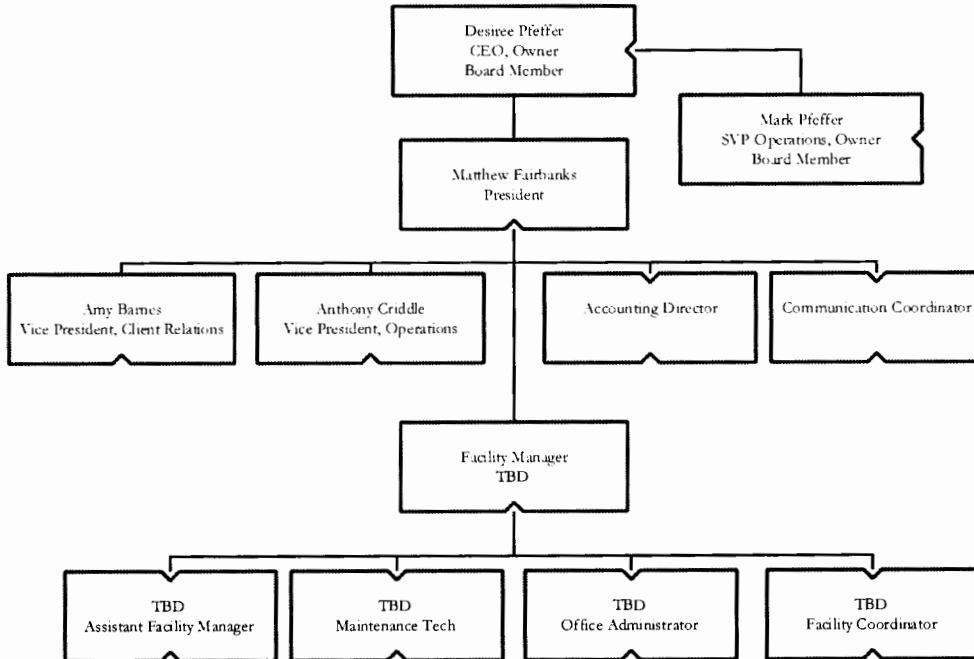 Desiree Pfeffer
CEO, Owner
Board Member
Mark Pfeffer
SVP Operations, Owner
Board Member
Matthew Fairbanks
President
Amy Barnes
Vice President, Client Relations
Anthony Criddle
Vice President, Operations
Accounting Director
Communication Coordinator
Facility Manager
TBD
TBD
Assistant Facility Manager
TBD
Maintenance Tech
TBD
Office Administrator
TBD
Facility Coordinator